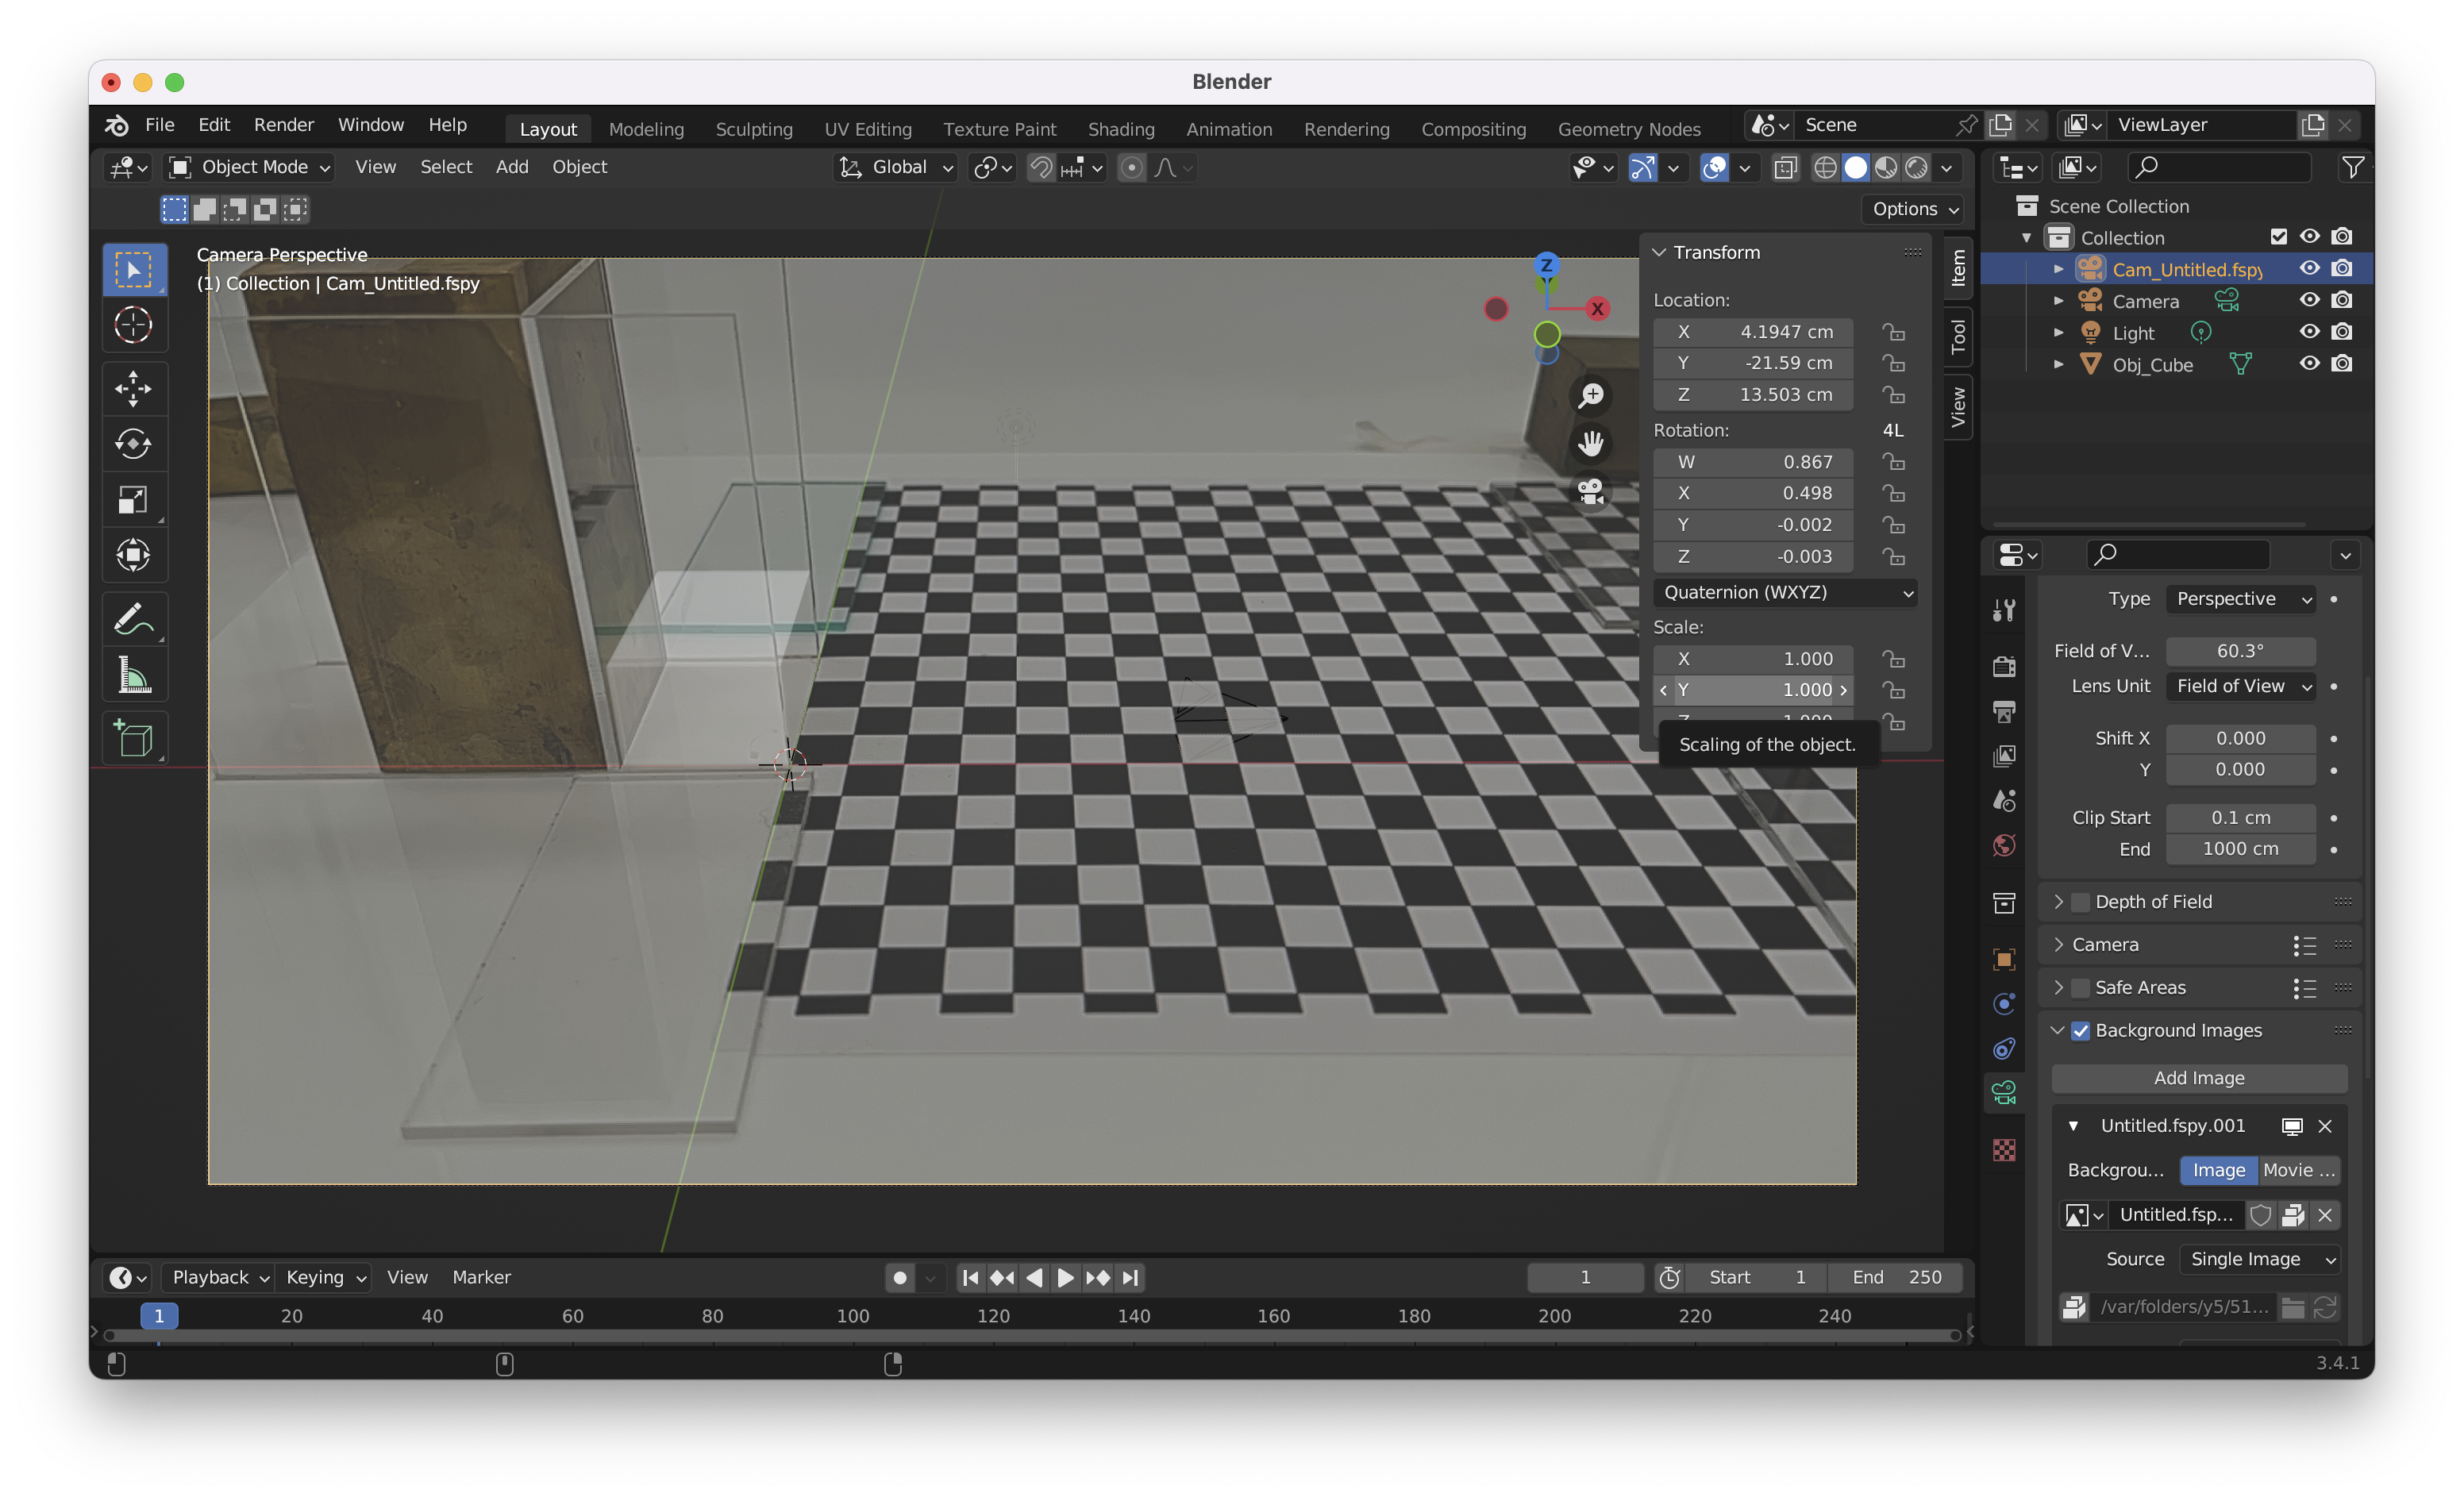 Blender
File Edit Render Window Help Layout Modeling Sculpting UV Editing Texture Paint Shading Animation Rendering Compositing Geometry Nodes Scene ViewLayer
Object Mode View Select Add Object Global
Options
Camera Perspective
(1) Collection | Cam_Untitled.fspy
Z
X
Transform
Location:
X 4.1947 cm
Y -21.59 cm
Z 13.503 cm
Rotation: 4L
W 0.867
X 0.498
Y -0.002
Z -0.003
Quaternion (WXYZ)
Scale:
X 1.000
Y 1.000
Z 1.000
Scaling of the object.
Item
Tool
View
Scene Collection
Collection
Cam_Untitled.fspy
Camera
Light
Obj_Cube
Type Perspective
Field of V... 60.3°
Lens Unit Field of View
Shift X 0.000
Y 0.000
Clip Start 0.1 cm
End 1000 cm
Depth of Field
Camera
Safe Areas
Background Images
Add Image
Untitled.fspy.001
Backgrou... Image Movie ...
Untitled.fsp...
Source Single Image
/var/folders/y5/51...
Playback Keying View Marker 1 Start 1 End 250
1 20 40 60 80 100 120 140 160 180 200 220 240
3.4.1